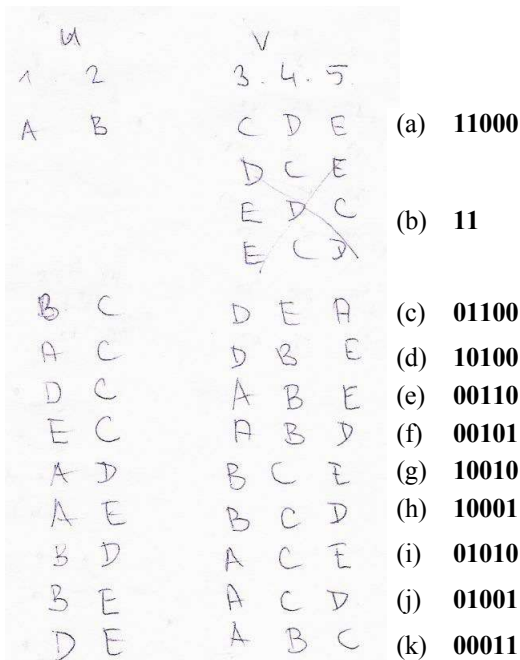 U V
1 2 3. 4. 5.
A B C D E (a) 11000
D C E
E D C (b) 11
E C D
B C D E A (c) 01100
A C D B E (d) 10100
D C A B E (e) 00110
E C A B D (f) 00101
A D B C E (g) 10010
A E B C D (h) 10001
B D A C E (i) 01010
B E A C D (j) 01001
D E A B C (k) 00011